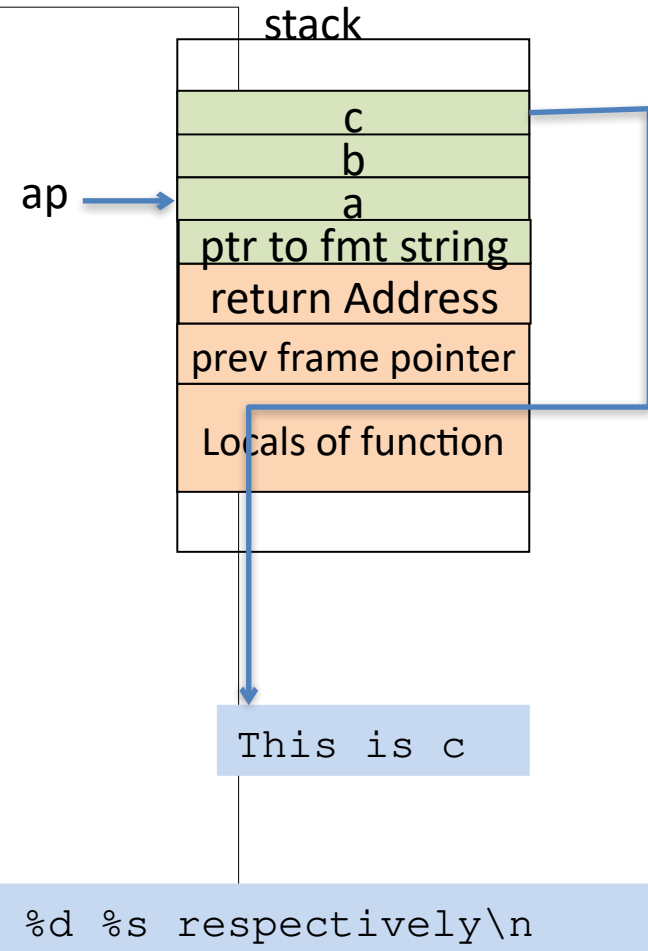 stack
c
b
ap
a
ptr to fmt string
return Address
prev frame pointer
Locals of function
This is c
%d %s respectively\n